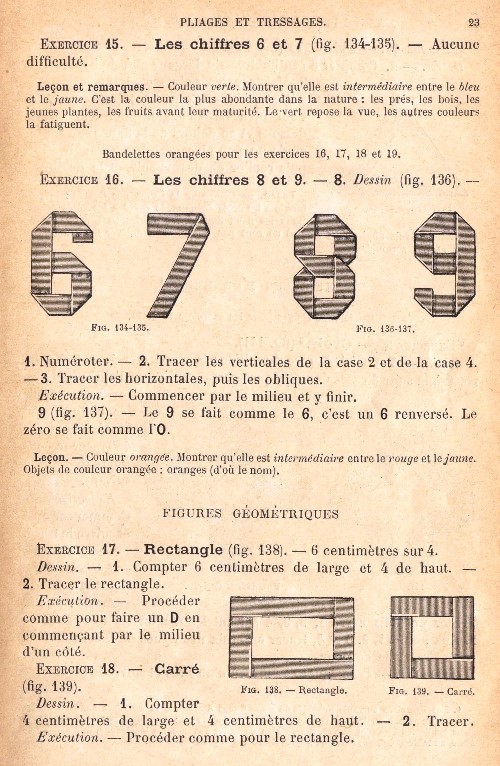 PLIAGES ET TRESSAGES. 23
EXERCICE 15. — Les chiffres 6 et 7 (fig. 134-135). — Aucune
difficulté.
Leçon et remarques. — Couleur verte. Montrer qu'elle est intermédiaire entre le bleu
et le jaune. C'est la couleur la plus abondante dans la nature : les prés, les bois, les
jeunes plantes, les fruits avant leur maturité. Le vert repose la vue, les autres couleurs
la fatiguent.
Bandelettes orangées pour les exercices 16, 17, 18 et 19.
EXERCICE 16. — Les chiffres 8 et 9. — 8. Dessin (fig. 136). —
FIG. 134-135.
FIG. 136-137.
1. Numéroter. — 2. Tracer les verticales de la case 2 et de la case 4.
— 3. Tracer les horizontales, puis les obliques.
Exécution. — Commencer par le milieu et y finir.
9 (fig. 137). — Le 9 se fait comme le 6, c'est un 6 renversé. Le
zéro se fait comme l'O.
Leçon. — Couleur orangée. Montrer qu'elle est intermédiaire entre le rouge et le jaune.
Objets de couleur orangée ; oranges (d'où le nom).
FIGURES GÉOMÉTRIQUES
EXERCICE 17. — Rectangle (fig. 138). — 6 centimètres sur 4.
Dessin. — 1. Compter 6 centimètres de large et 4 de haut. —
2. Tracer le rectangle.
Exécution. — Procéder
comme pour faire un D en
commençant par le milieu
d'un côté.
EXERCICE 18. — Carré
(fig. 139).
Dessin. — 1. Compter
FIG. 138. — Rectangle.
FIG. 139. — Carré.
4 centimètres de large et 4 centimètres de haut. — 2. Tracer.
Exécution. — Procéder comme pour le rectangle.